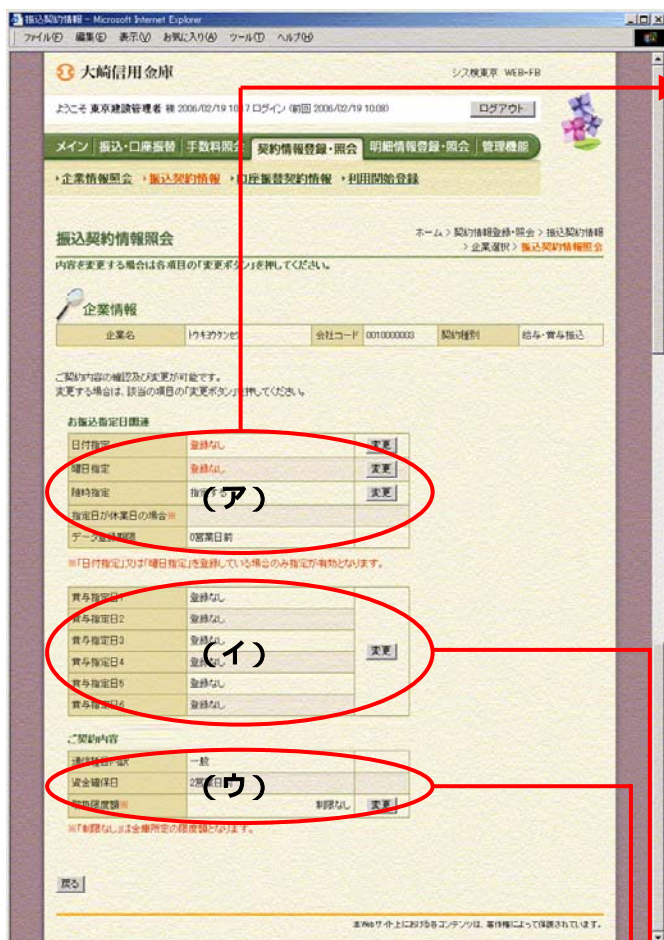 振込契約情報 - Microsoft Internet Explorer
ファイル(F) 編集(E) 表示(V) お気に入り(A) ツール(T) ヘルプ(H)
大崎信用金庫
シス検東京 WEB-FB
ようこそ 東京建設管理者 様 2006/02/19 10:17 ログイン (前回 2006/02/19 10:08)
ログアウト
メイン 振込・口座振替 手数料照会 契約情報登録・照会 明細情報登録・照会 管理機能
企業情報照会 振込契約情報 口座振替契約情報 利用開始登録
振込契約情報照会
ホーム > 契約情報登録・照会 > 振込契約情報
> 企業選択 > 振込契約情報照会
内容を変更する場合は各項目の「変更ボタン」を押してください。
企業情報
企業名 トウキヨウケンセツ 会社コード 0010000003 契約種別 給与・賞与振込
ご契約内容の確認及び変更が可能です。
変更する場合は、該当の項目の「変更ボタン」を押してください。
お振込指定日関連
日付指定 登録なし 変更
曜日指定 登録なし 変更
随時指定 指定する 変更
(ア)
指定日が休業日の場合※
データ登録期限 0営業日前
※「日付指定」又は「曜日指定」を登録している場合のみ指定が有効となります。
賞与指定日1 登録なし
賞与指定日2 登録なし
賞与指定日3 登録なし
(イ)
変更
賞与指定日4 登録なし
賞与指定日5 登録なし
賞与指定日6 登録なし
ご契約内容
通信種目内訳 一般
資金確保日 2営業日前
(ウ)
制限なし 変更
※「制限なし」は金庫所定の限度額となります。
戻る
本Webサイト上における各コンテンツは、著作権によって保護されています。